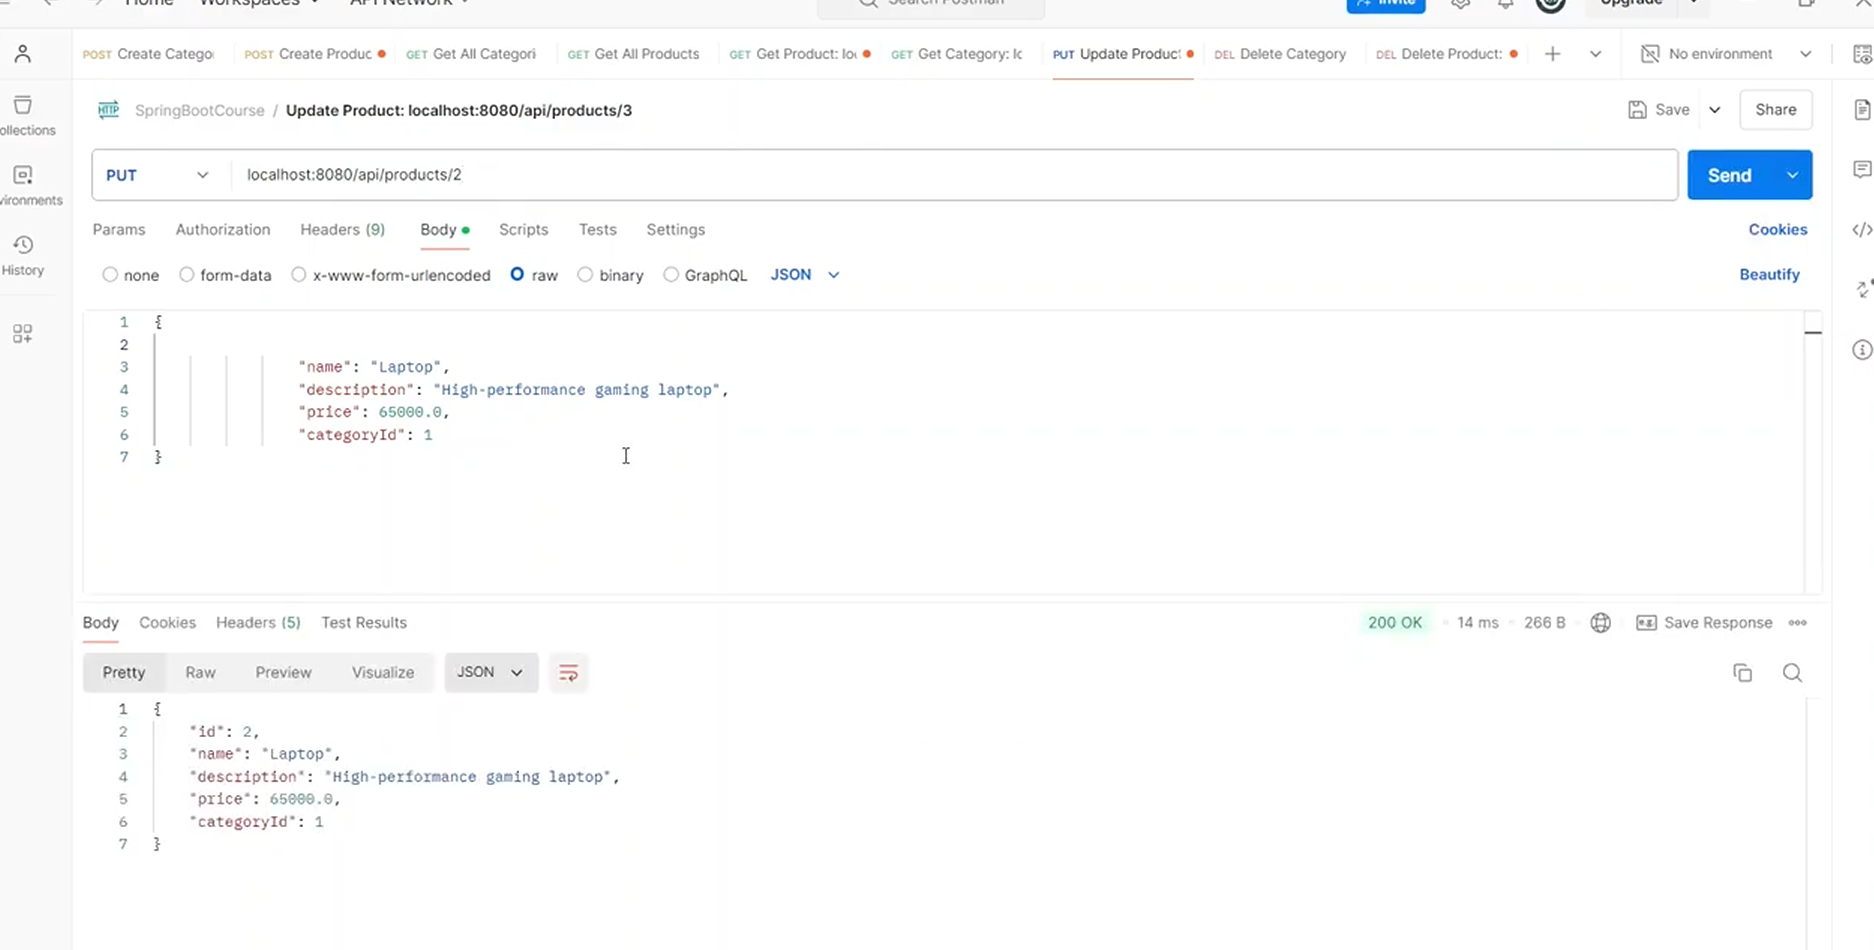 Home Workspaces API Network Search Postman Invite Upgrade
POST Create Catego POST Create Produc GET Get All Categori GET Get All Products GET Get Product: lo GET Get Category: lo PUT Update Product DEL Delete Category DEL Delete Product: No environment
HTTP SpringBootCourse / Update Product: localhost:8080/api/products/3 Save Share
ollections
PUT localhost:8080/api/products/2 Send
vironments
Params Authorization Headers (9) Body Scripts Tests Settings Cookies
History
none form-data x-www-form-urlencoded raw binary GraphQL JSON Beautify
1 {
2
3 "name": "Laptop",
4 "description": "High-performance gaming laptop",
5 "price": 65000.0,
6 "categoryId": 1
7 }
Body Cookies Headers (5) Test Results 200 OK 14 ms 266 B Save Response
Pretty Raw Preview Visualize JSON
1 {
2 "id": 2,
3 "name": "Laptop",
4 "description": "High-performance gaming laptop",
5 "price": 65000.0,
6 "categoryId": 1
7 }